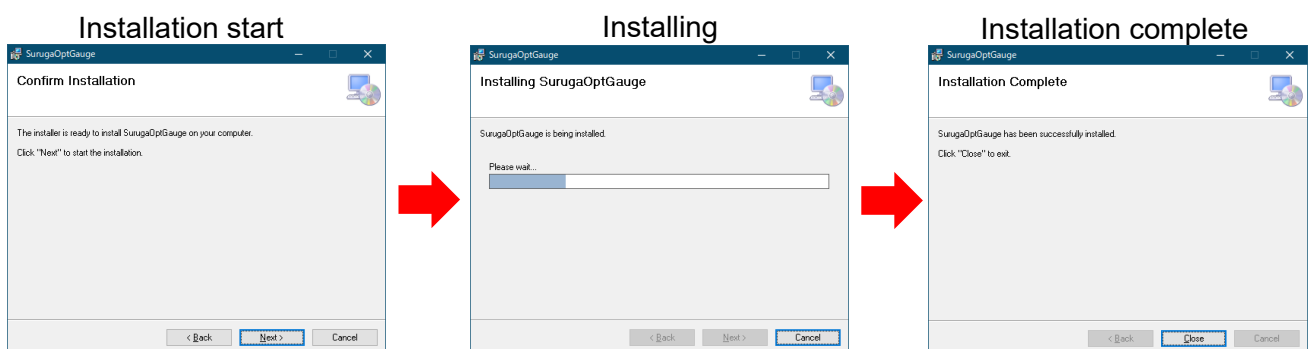 Installation start
SurugaOptGauge
Confirm Installation
The installer is ready to install SurugaOptGauge on your computer.
Click "Next" to start the installation.
< Back
Next >
Cancel
Installing
SurugaOptGauge
Installing SurugaOptGauge
SurugaOptGauge is being installed.
Please wait...
< Back
Next >
Cancel
Installation complete
SurugaOptGauge
Installation Complete
SurugaOptGauge has been successfully installed.
Click "Close" to exit.
< Back
Close
Cancel